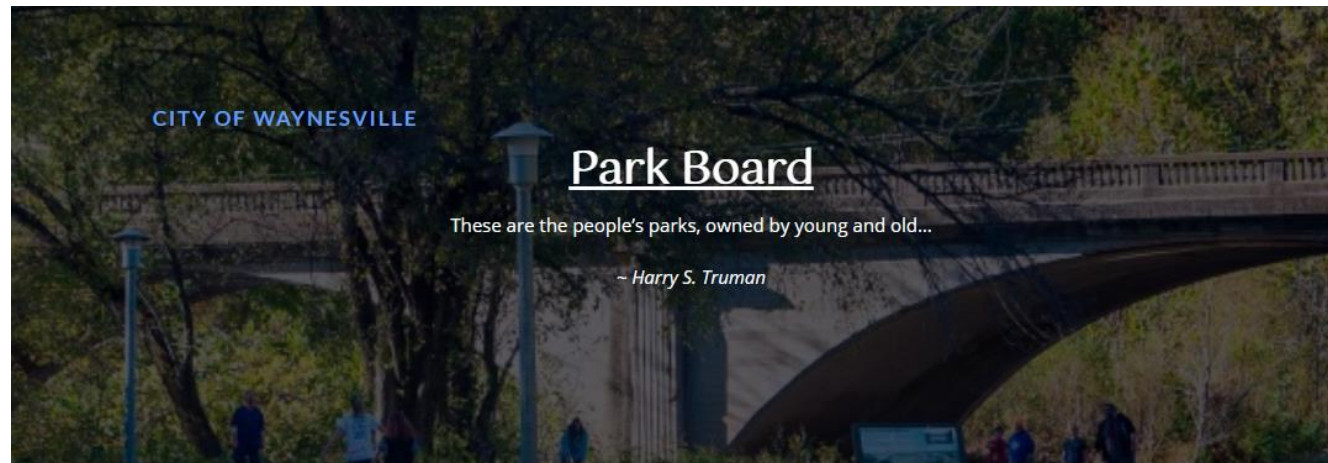 CITY OF WAYNESVILLE
Park Board
These are the people’s parks, owned by young and old...
~ Harry S. Truman